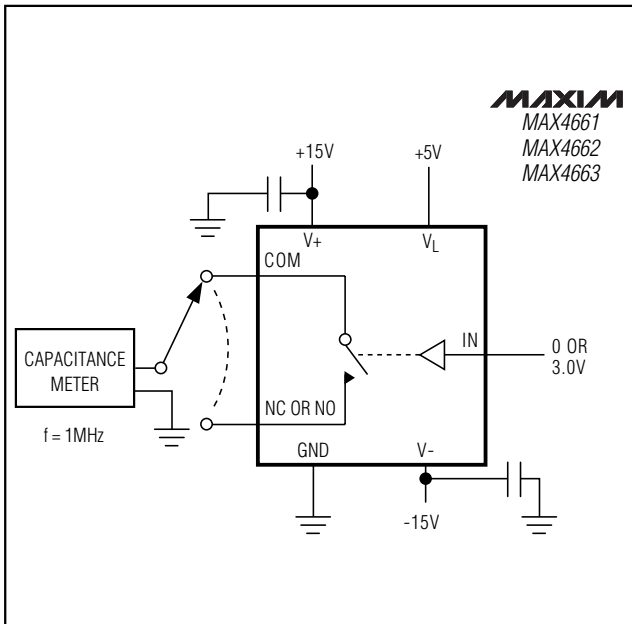 MAXIM
MAX4661
MAX4662
MAX4663
+15V
+5V
V+
VL
COM
IN
0 OR
3.0V
CAPACITANCE
METER
NC OR NO
f = 1MHz
GND
V-
-15V